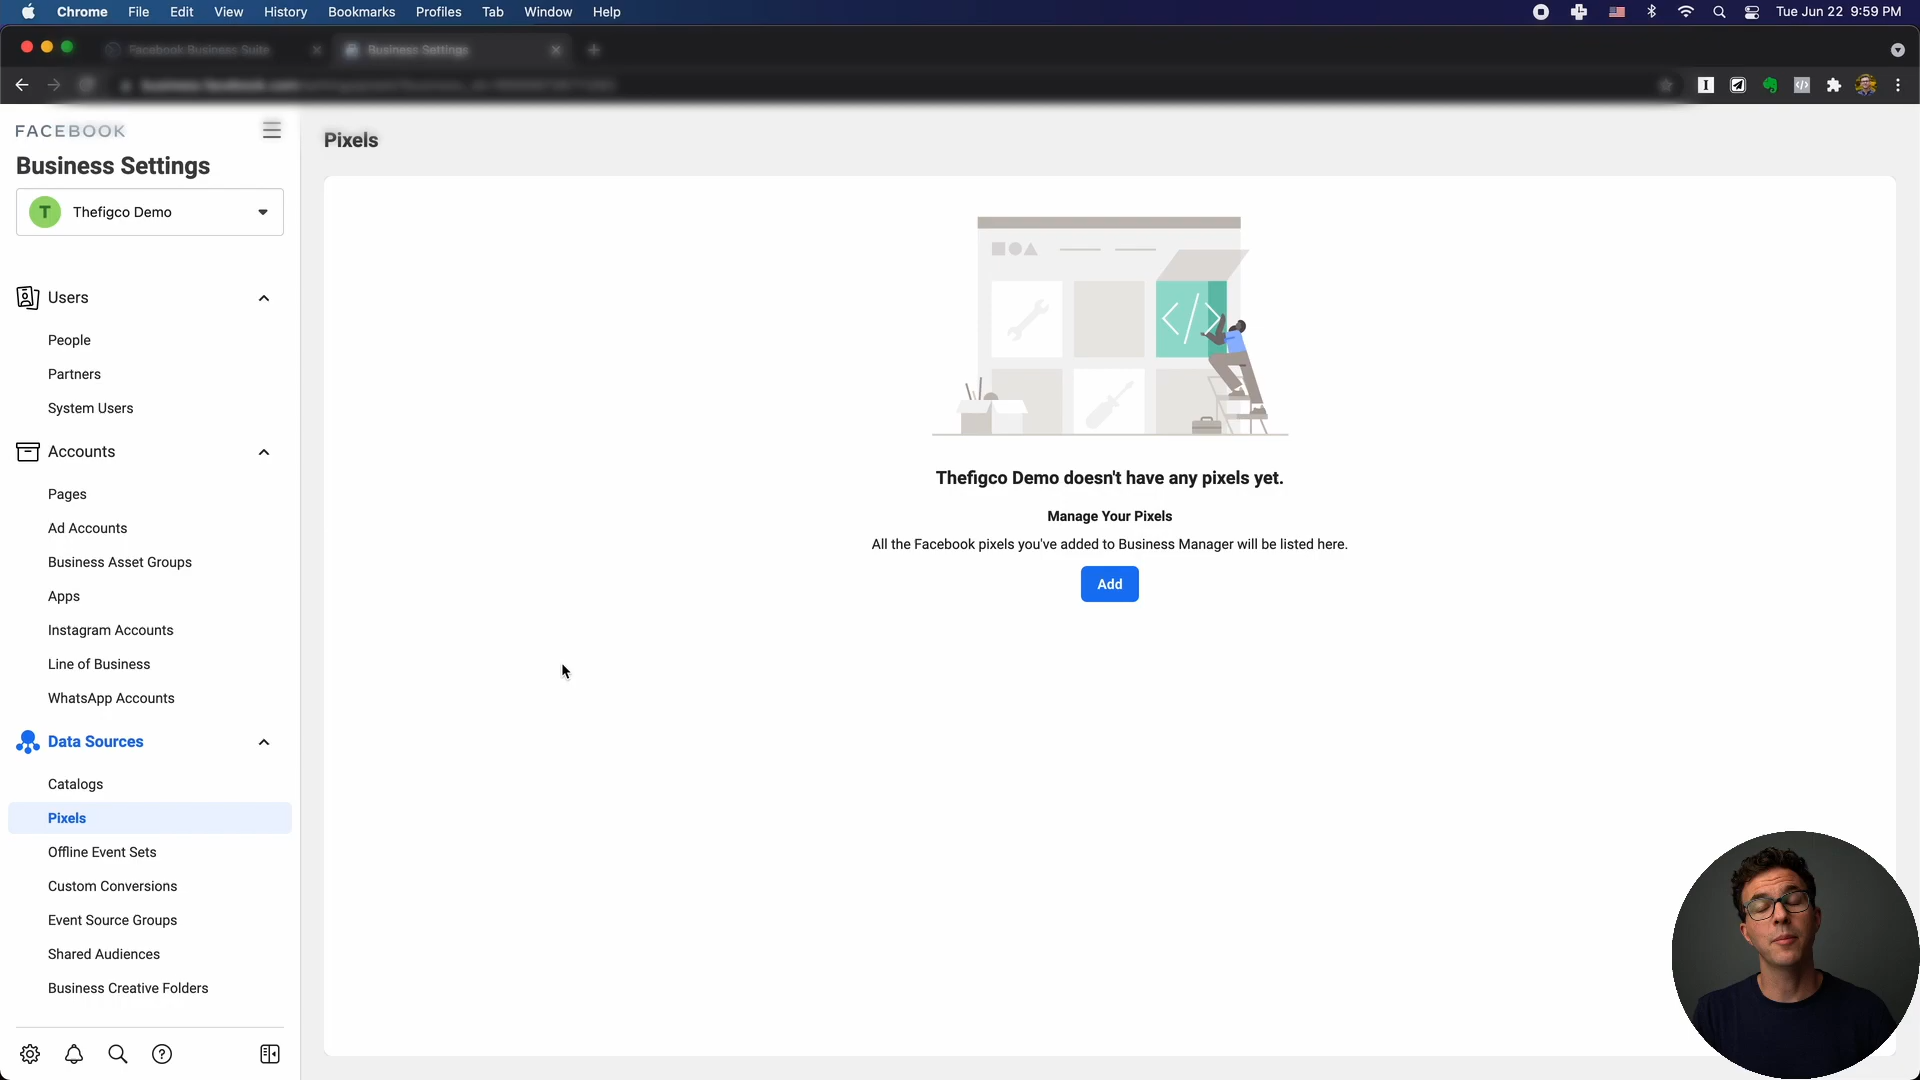 Chrome File Edit View History Bookmarks Profiles Tab Window Help
Tue Jun 22 9:59 PM
Facebook Business Suite
Business Settings
FACEBOOK
Business Settings
T Thefigco Demo
Users
People
Partners
System Users
Accounts
Pages
Ad Accounts
Business Asset Groups
Apps
Instagram Accounts
Line of Business
WhatsApp Accounts
Data Sources
Catalogs
Pixels
Offline Event Sets
Custom Conversions
Event Source Groups
Shared Audiences
Business Creative Folders
Pixels
</>
Thefigco Demo doesn't have any pixels yet.
Manage Your Pixels
All the Facebook pixels you've added to Business Manager will be listed here.
Add